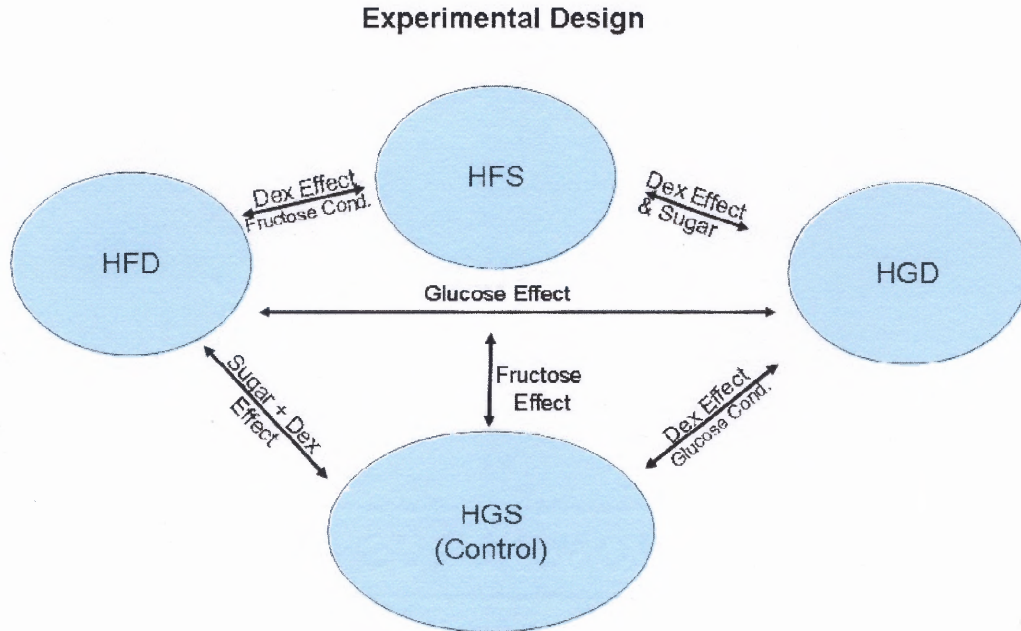 Experimental Design
HFS
Dex Effect
Fructose Cond.
Dex Effect
& Sugar
HFD
HGD
Glucose Effect
Sugar + Dex
Effect
Fructose
Effect
Dex Effect
Glucose Cond.
HGS
(Control)